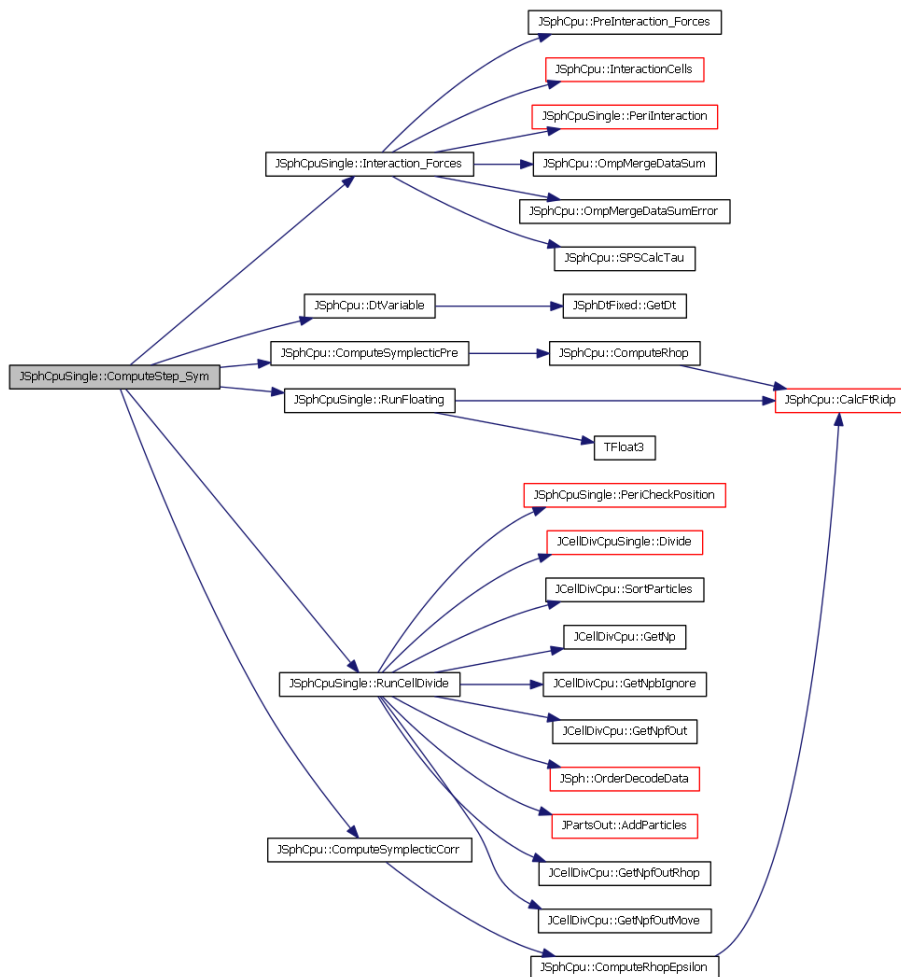 JSphCpu::PreInteraction_Forces
JSphCpu::InteractionCells
JSphCpuSingle::PeriInteraction
JSphCpuSingle::Interaction_Forces
JSphCpu::OmpMergeDataSum
JSphCpu::OmpMergeDataSumError
JSphCpu::SPSCalcTau
JSphCpu::DtVariable
JSphDtFixed::GetDt
JSphCpuSingle::ComputeStep_Sym
JSphCpu::ComputeSymplecticPre
JSphCpu::ComputeRhop
JSphCpuSingle::RunFloating
JSphCpu::CalcFtRidp
TFloat3
JSphCpuSingle::PeriCheckPosition
JCellDivCpuSingle::Divide
JCellDivCpu::SortParticles
JCellDivCpu::GetNp
JSphCpuSingle::RunCellDivide
JCellDivCpu::GetNpbIgnore
JCellDivCpu::GetNpfOut
JSph::OrderDecodeData
JPartsOut::AddParticles
JSphCpu::ComputeSymplecticCorr
JCellDivCpu::GetNpfOutRhop
JCellDivCpu::GetNpfOutMove
JSphCpu::ComputeRhopEpsilon